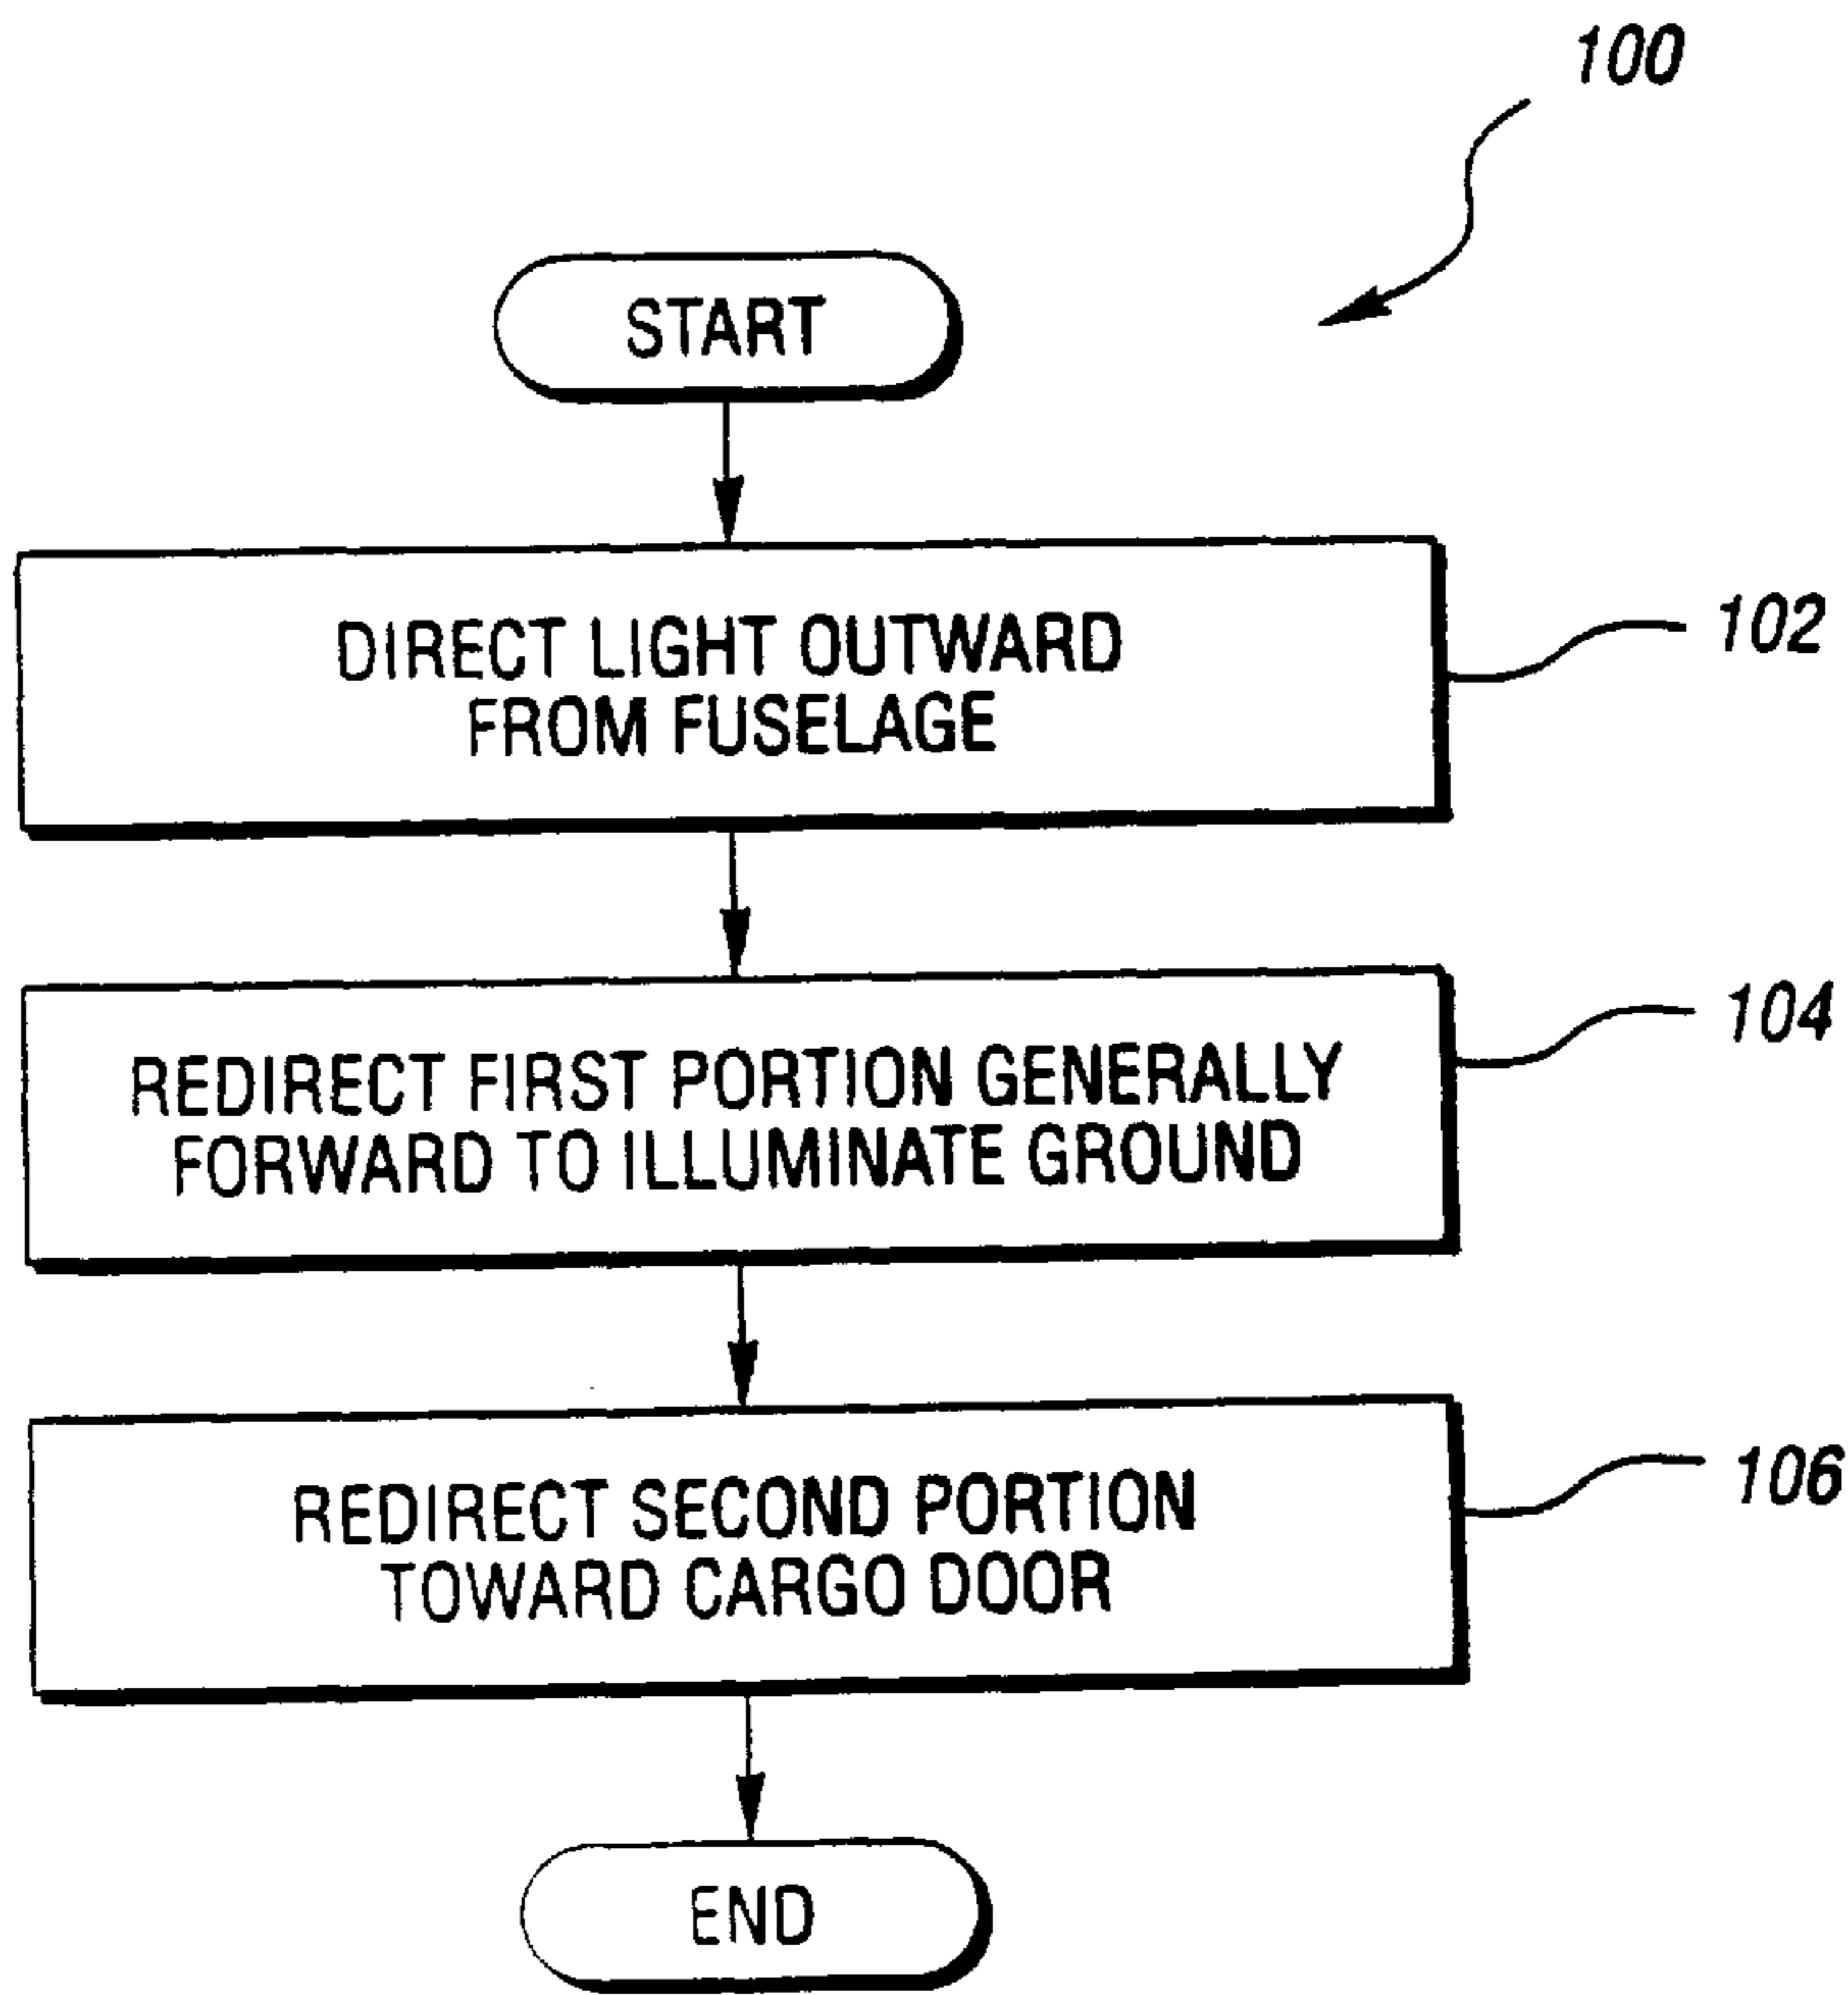 100
START
DIRECT LIGHT OUTWARD
FROM FUSELAGE
102
REDIRECT FIRST PORTION GENERALLY
FORWARD TO ILLUMINATE GROUND
104
REDIRECT SECOND PORTION
TOWARD CARGO DOOR
106
END